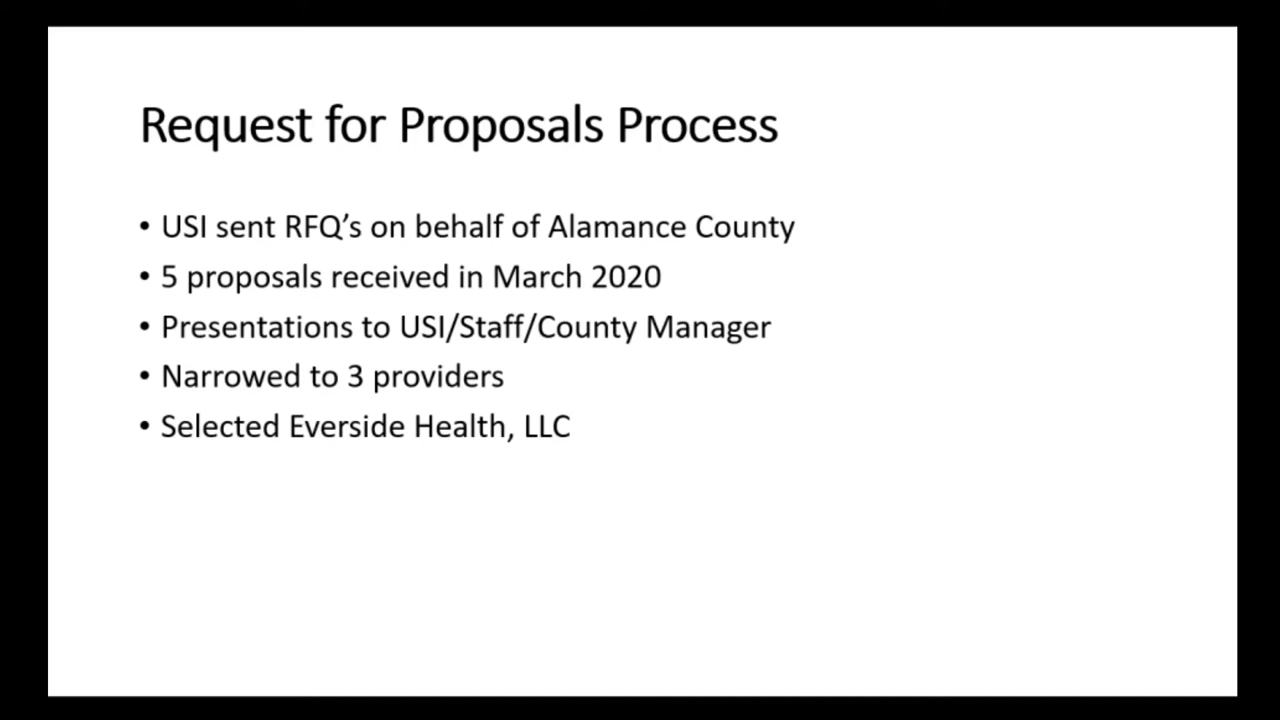 Request for Proposals Process
• USI sent RFQ’s on behalf of Alamance County
• 5 proposals received in March 2020
• Presentations to USI/Staff/County Manager
• Narrowed to 3 providers
• Selected Everside Health, LLC